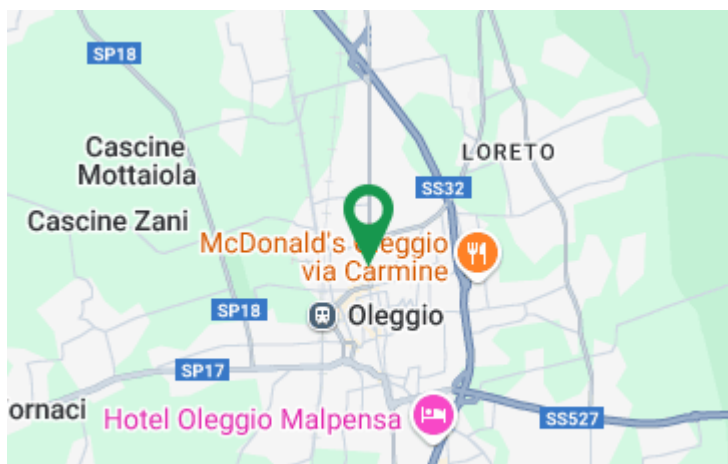 SP18
Cascine
Mottaiola
LORETO
SS32
Cascine Zani
McDonald's Oleggio
via Carmine
SP18
Oleggio
SP17
ornaci
Hotel Oleggio Malpensa
SS527